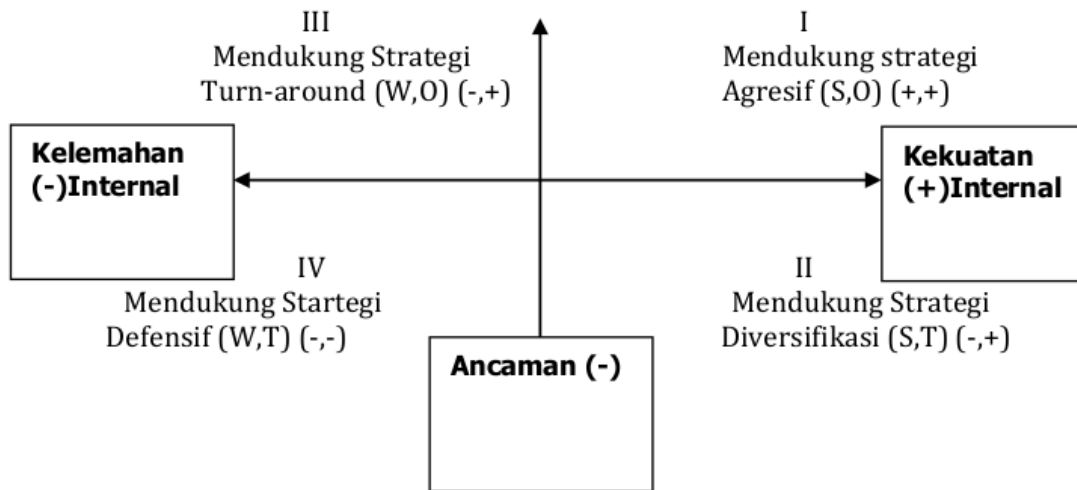 III
Mendukung Strategi
Turn-around (W,O) (-,+)
I
Mendukung strategi
Agresif (S,O) (+,+)
Kelemahan
(-)Internal
Kekuatan
(+)Internal
IV
Mendukung Startegi
Defensif (W,T) (-,-)
II
Mendukung Strategi
Diversifikasi (S,T) (-,+)
Ancaman (-)